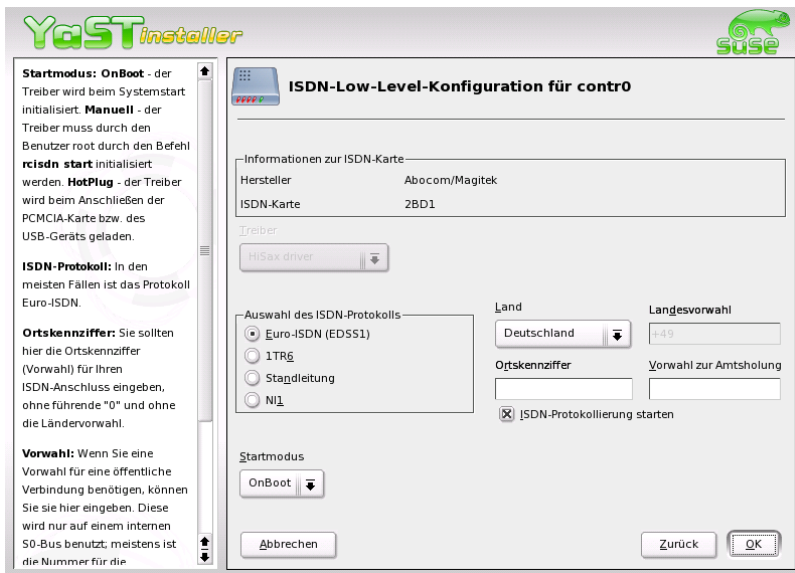 YaST installer
SUSE
Startmodus: OnBoot - der
Treiber wird beim Systemstart
initialisiert. Manuell - der
Treiber muss durch den
Benutzer root durch den Befehl
rcisdn start initialisiert
werden. HotPlug - der Treiber
wird beim Anschließen der
PCMCIA-Karte bzw. des
USB-Geräts geladen.
ISDN-Protokoll: In den
meisten Fällen ist das Protokoll
Euro-ISDN.
Ortskennziffer: Sie sollten
hier die Ortskennziffer
(Vorwahl) für Ihren
ISDN-Anschluss eingeben,
ohne führende "0" und ohne
die Ländervorwahl.
Vorwahl: Wenn Sie eine
Vorwahl für eine öffentliche
Verbindung benötigen, können
Sie sie hier eingeben. Diese
wird nur auf einem internen
S0-Bus benutzt; meistens ist
die Nummer für die
ISDN-Low-Level-Konfiguration für contr0
Informationen zur ISDN-Karte
Hersteller Abocom/Magitek
ISDN-Karte 2BD1
Treiber
HiSax driver
Auswahl des ISDN-Protokolls
Euro-ISDN (EDSS1)
1TR6
Standleitung
NI1
Land
Deutschland
Landesvorwahl
+49
Ortskennziffer
Vorwahl zur Amtsholung
ISDN-Protokollierung starten
Startmodus
OnBoot
Abbrechen
Zurück
OK